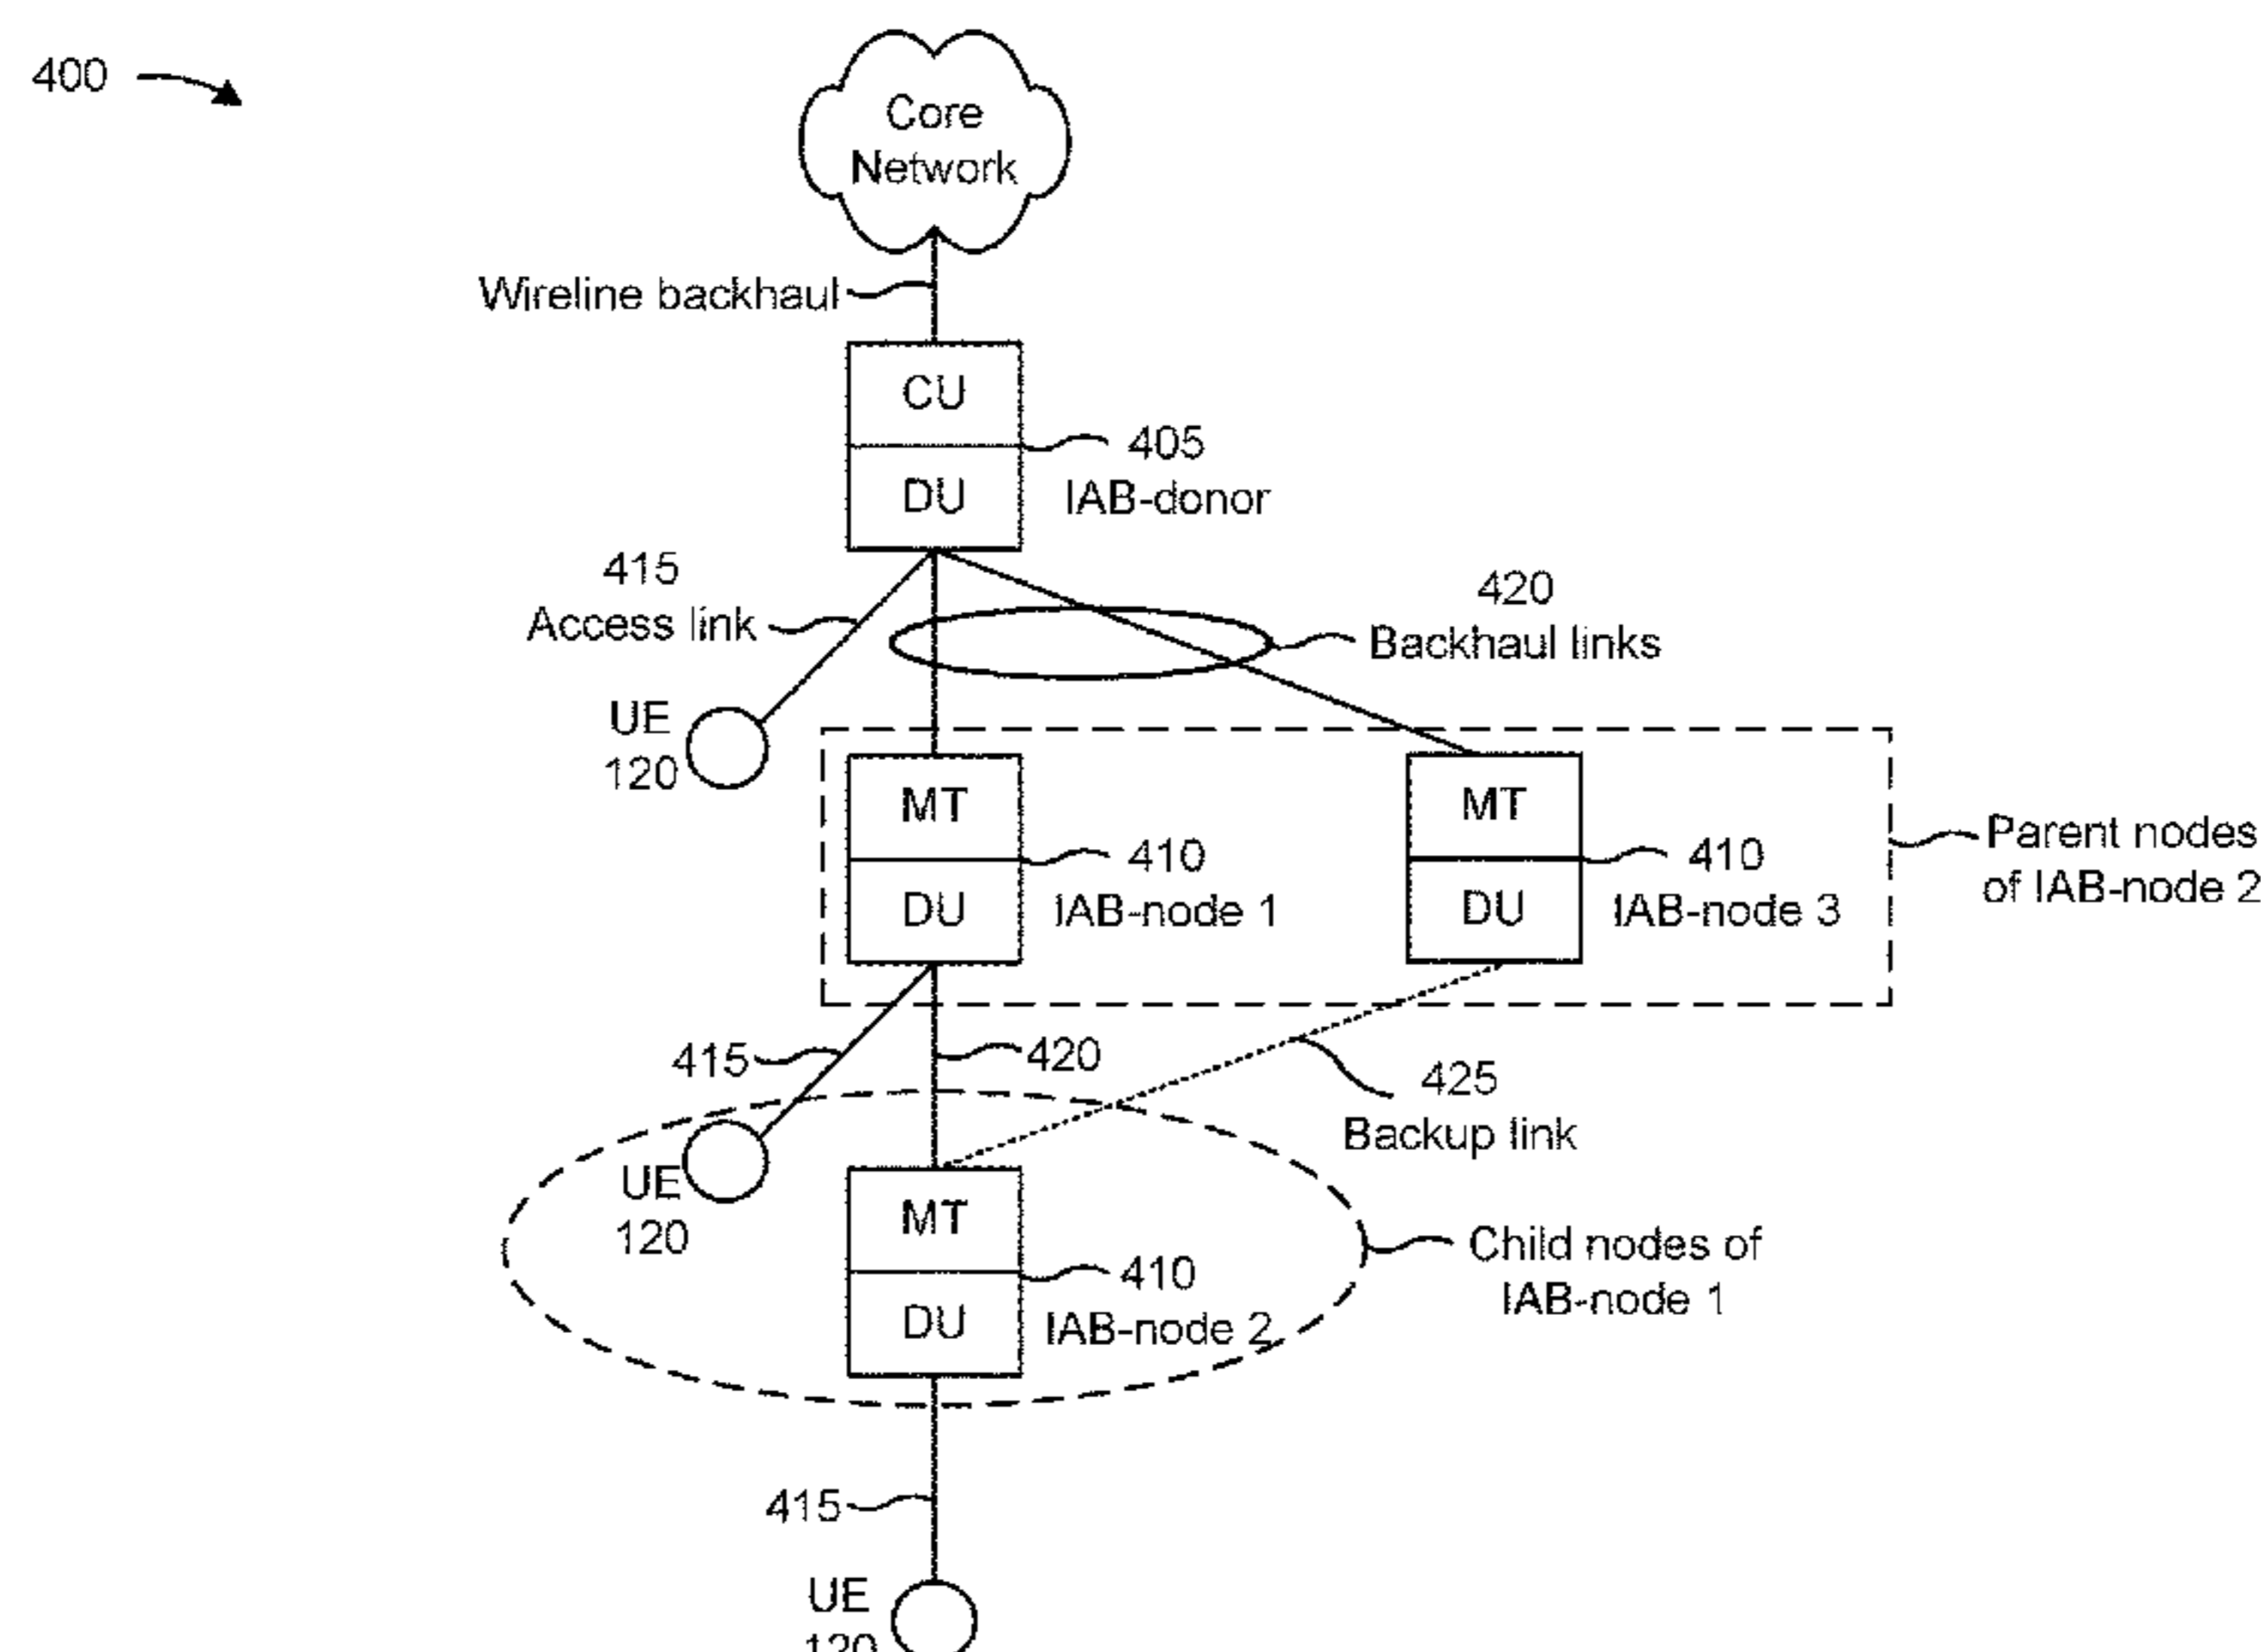 400
Core
Network
Wireline backhaul
CU
DU
405
IAB-donor
415
Access link
420
Backhaul links
UE
120
MT
DU
410
IAB-node 1
MT
DU
410
IAB-node 3
Parent nodes
of IAB-node 2
415
420
425
Backup link
UE
120
MT
DU
410
IAB-node 2
Child nodes of
IAB-node 1
415
UE
120